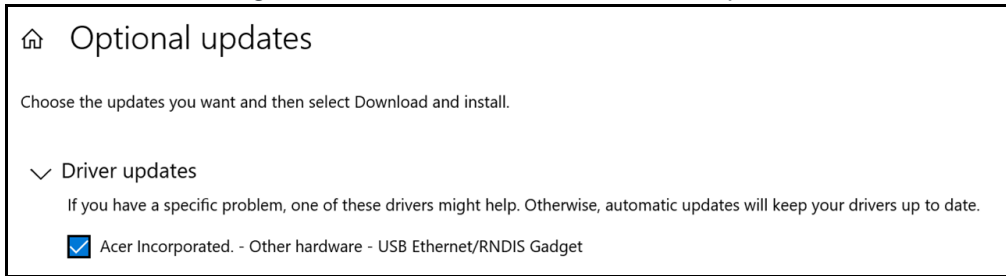 Optional updates
Choose the updates you want and then select Download and install.
Driver updates
If you have a specific problem, one of these drivers might help. Otherwise, automatic updates will keep your drivers up to date.
Acer Incorporated. - Other hardware - USB Ethernet/RNDIS Gadget